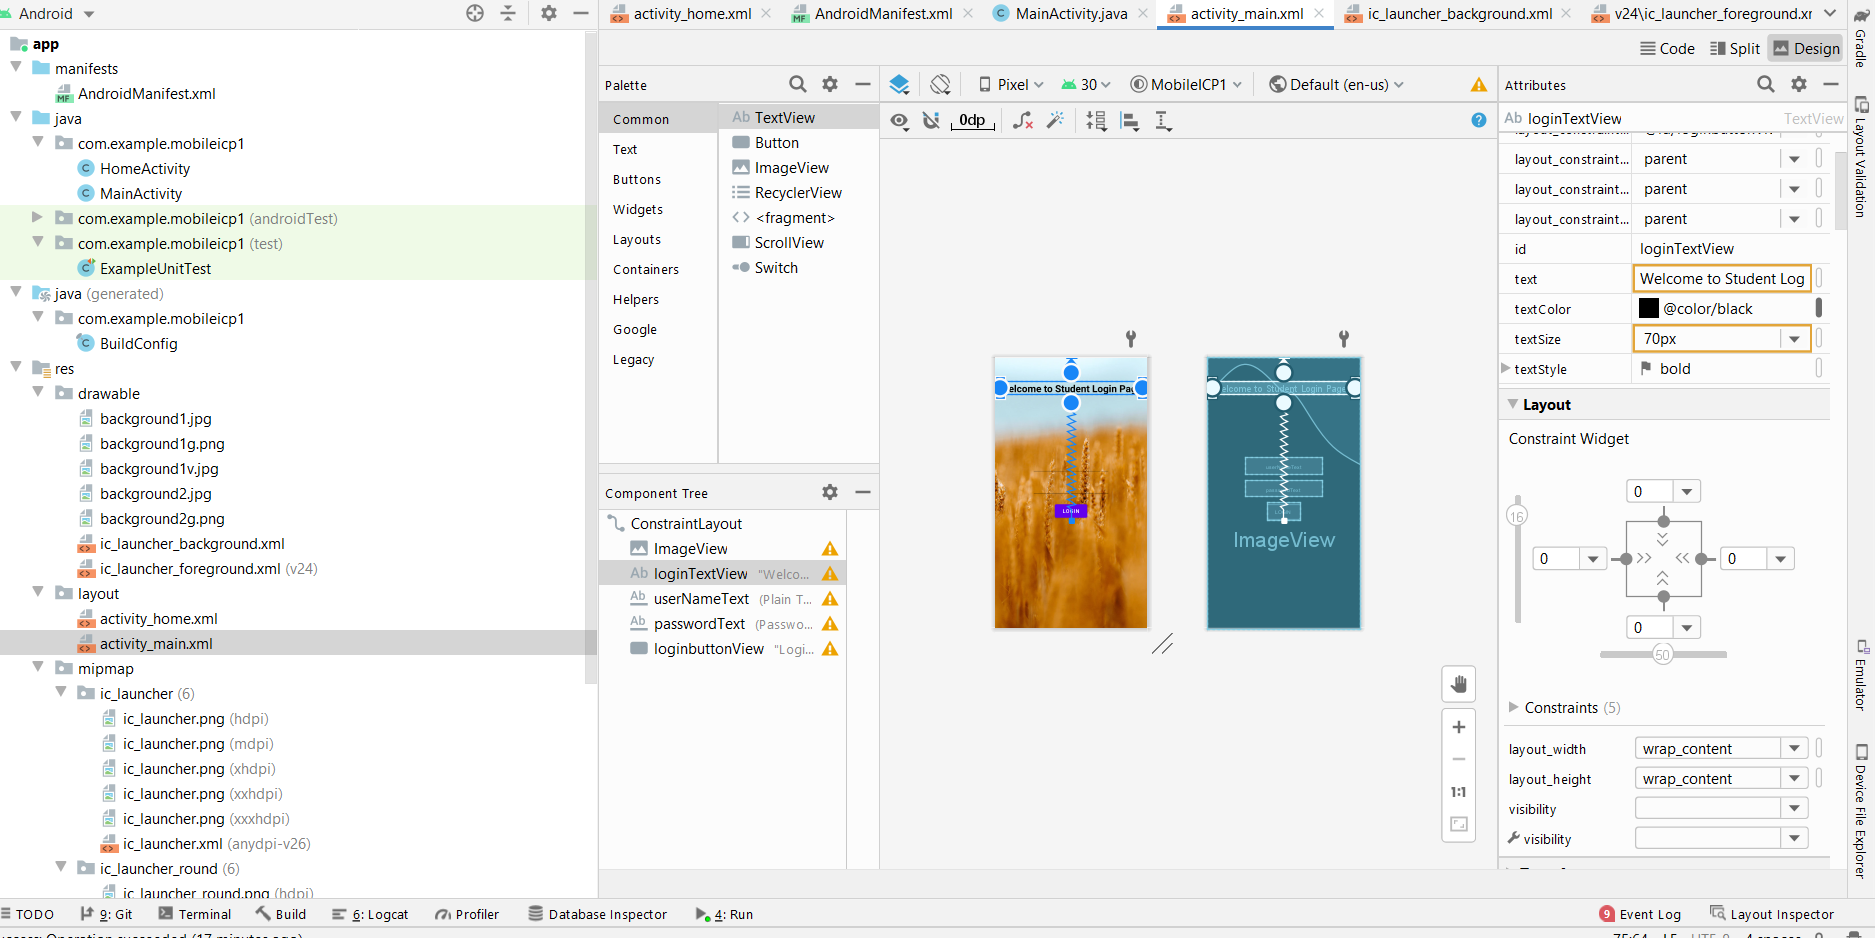 Android
activity_home.xml
AndroidManifest.xml
MainActivity.java
activity_main.xml
ic_launcher_background.xml
v24\ic_launcher_foreground.xr
Code
Split
Design
app
manifests
MF AndroidManifest.xml
java
com.example.mobileicp1
C HomeActivity
C MainActivity
com.example.mobileicp1 (androidTest)
com.example.mobileicp1 (test)
C ExampleUnitTest
java (generated)
com.example.mobileicp1
C BuildConfig
res
drawable
background1.jpg
background1g.png
background1v.jpg
background2.jpg
background2g.png
ic_launcher_background.xml
ic_launcher_foreground.xml (v24)
layout
activity_home.xml
activity_main.xml
mipmap
ic_launcher (6)
ic_launcher.png (hdpi)
ic_launcher.png (mdpi)
ic_launcher.png (xhdpi)
ic_launcher.png (xxhdpi)
ic_launcher.png (xxxhdpi)
ic_launcher.xml (anydpi-v26)
ic_launcher_round (6)
ic_launcher_round.png (hdpi)
Palette
Common
Text
Buttons
Widgets
Layouts
Containers
Helpers
Google
Legacy
Ab TextView
Button
ImageView
RecyclerView
<> <fragment>
ScrollView
Switch
Component Tree
ConstraintLayout
ImageView
Ab loginTextView "Welco...
Ab userNameText (Plain T...
Ab passwordText (Passwo...
loginbuttonView "Logi...
Pixel
30
MobileICP1
Default (en-us)
0dp
?
elcome to Student Login Pag
LOGIN
elcome to Student Login Page
ImageView
1:1
Attributes
Ab loginTextView
TextView
layout_constraint... parent
layout_constraint... parent
layout_constraint... parent
id loginTextView
text Welcome to Student Log
textColor @color/black
textSize 70px
textStyle bold
Layout
Constraint Widget
0
16
0
0
0
50
Constraints (5)
layout_width wrap_content
layout_height wrap_content
visibility
visibility
Gradle
Layout Validation
Emulator
Device File Explorer
TODO
9: Git
Terminal
Build
6: Logcat
Profiler
Database Inspector
4: Run
9 Event Log
Layout Inspector